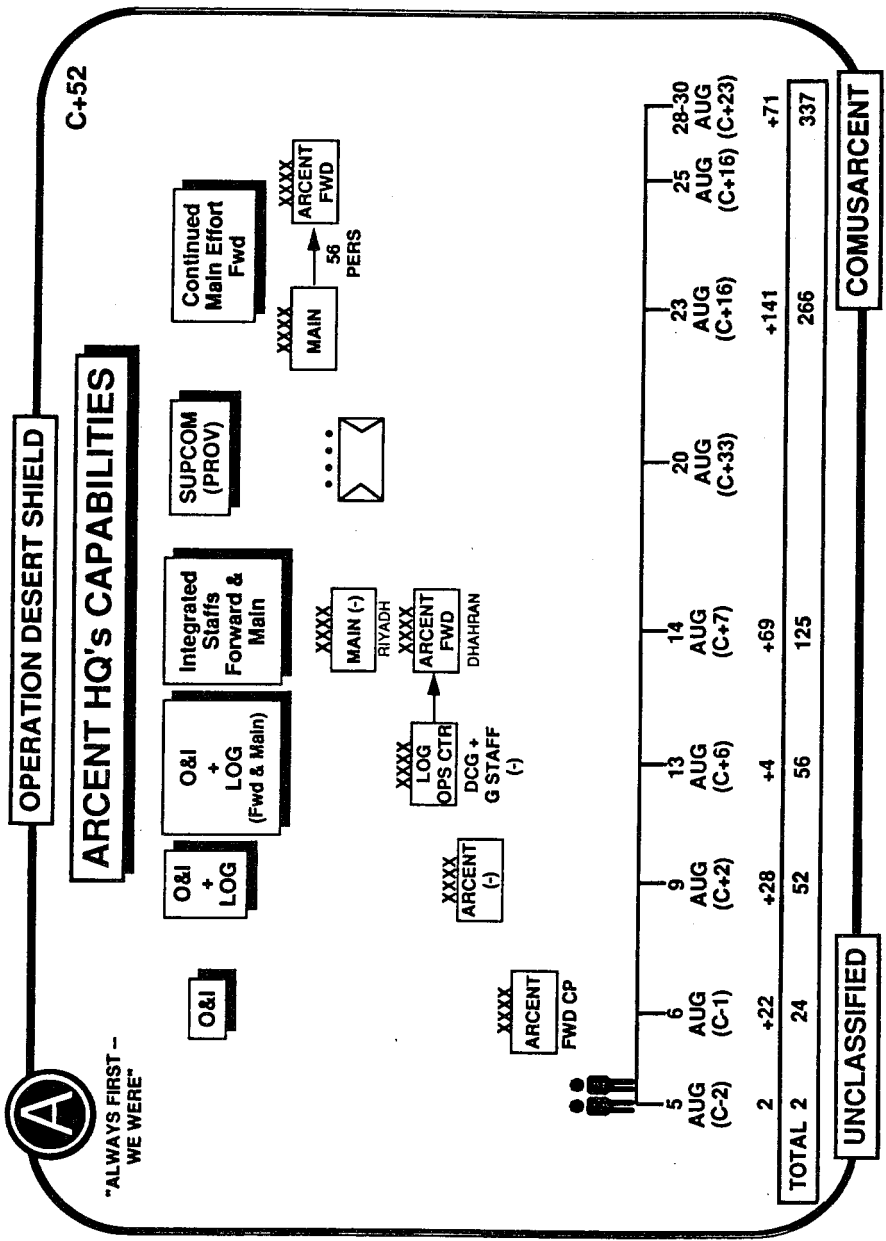 OPERATION DESERT SHIELD
C+52
A
"ALWAYS FIRST –
WE WERE"
ARCENT HQ's CAPABILITIES
O&I
O&I
+
LOG
O&I
+
LOG
(Fwd & Main)
Integrated
Staffs
Forward &
Main
SUPCOM
(PROV)
Continued
Main Effort
Fwd
XXXX
ARCENT
FWD CP
XXXX
ARCENT
(-)
XXXX
LOG
OPS CTR
DCG +
G STAFF
(-)
XXXX
MAIN (-)
RIYADH
XXXX
ARCENT
FWD
DHAHRAN
XXXX
MAIN
56
PERS
XXXX
ARCENT
FWD
5
AUG
(C-2)
6
AUG
(C-1)
9
AUG
(C+2)
13
AUG
(C+6)
14
AUG
(C+7)
20
AUG
(C+33)
23
AUG
(C+16)
25
AUG
(C+16)
28-30
AUG
(C+23)
2 +22 +28 +4 +69 +141 +71
TOTAL 2 24 52 56 125 266 337
UNCLASSIFIED
COMUSARCENT